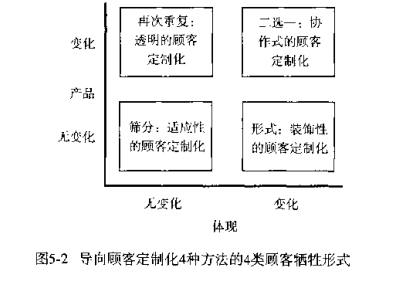 再次重复：
透明的顾客
定制化
二选一：协
作式的顾客
定制化
变化
产品
筛分：适应性
的顾客定制化
形式：装饰性
的顾客定制化
无变化
无变化
变化
体现
图5-2 导向顾客定制化4种方法的4类顾客牺牲形式